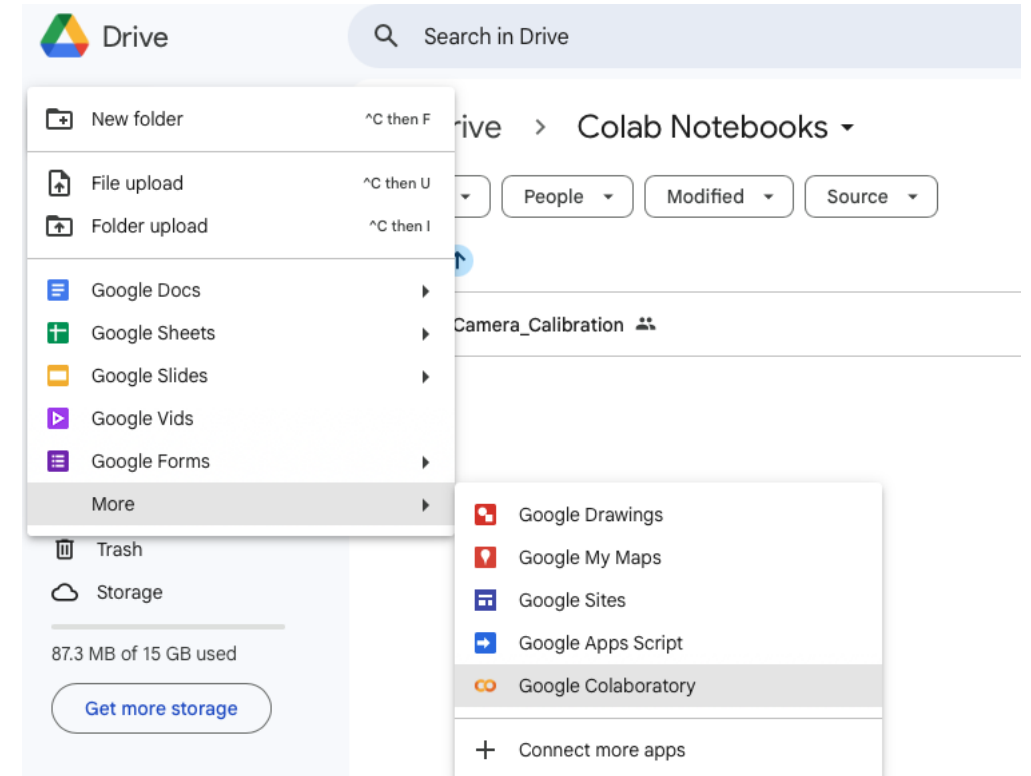 Drive
Search in Drive
New folder ^C then F
rive > Colab Notebooks
File upload ^C then U
People Modified Source
Folder upload ^C then I
Google Docs
Google Sheets
Camera_Calibration
Google Slides
Google Vids
Google Forms
More
Google Drawings
Trash
Google My Maps
Storage
Google Sites
87.3 MB of 15 GB used
Google Apps Script
Google Colaboratory
Get more storage
Connect more apps